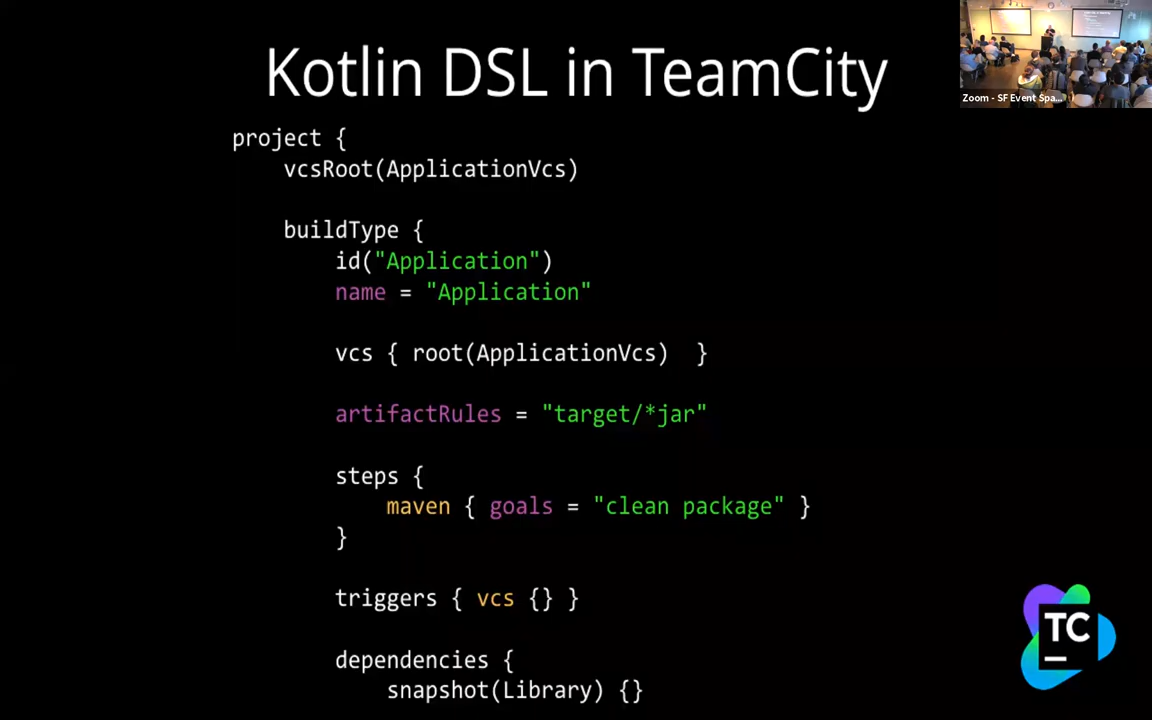 Kotlin DSL in TeamCity
Zoom - SF Event Spa...
project {
vcsRoot(ApplicationVcs)
buildType {
id("Application")
name = "Application"
vcs { root(ApplicationVcs)  }
artifactRules = "target/*jar"
steps {
maven { goals = "clean package" }
}
triggers { vcs {} }
dependencies {
snapshot(Library) {}
TC